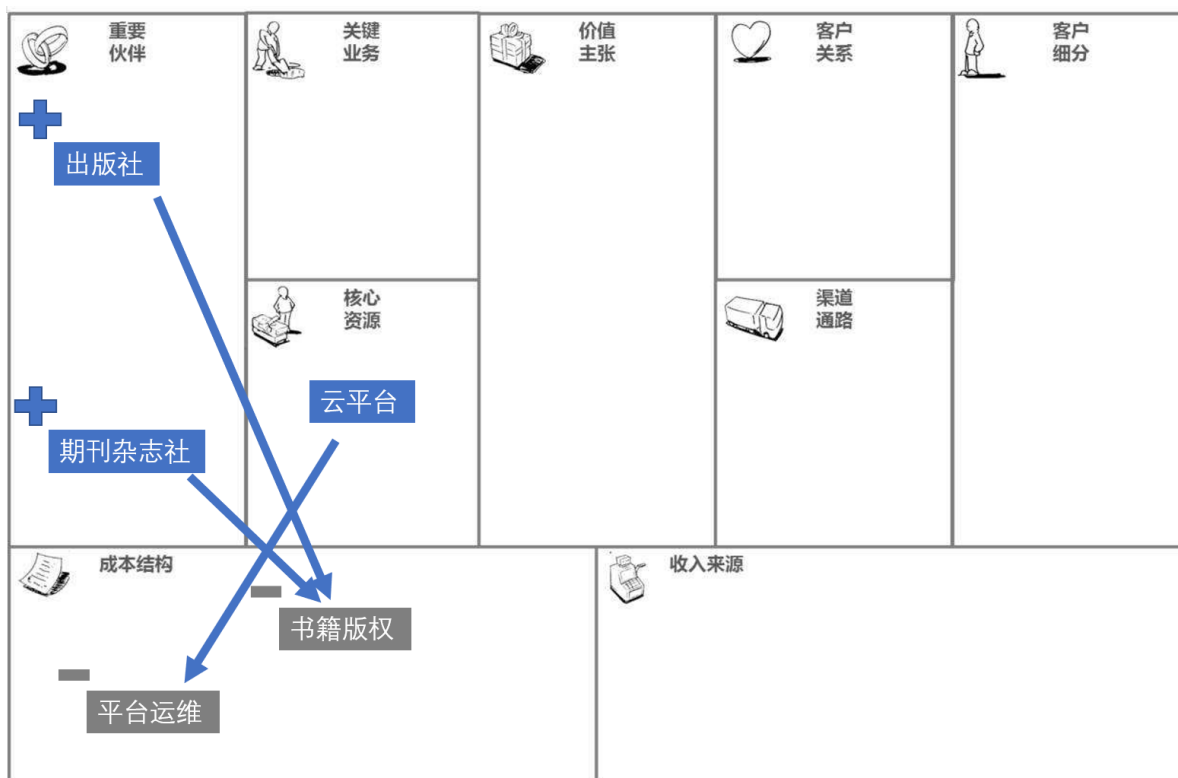 重要
伙伴
出版社
期刊杂志社
关键
业务
核心
资源
云平台
价值
主张
客户
关系
渠道
通路
客户
细分
成本结构
书籍版权
平台运维
收入来源